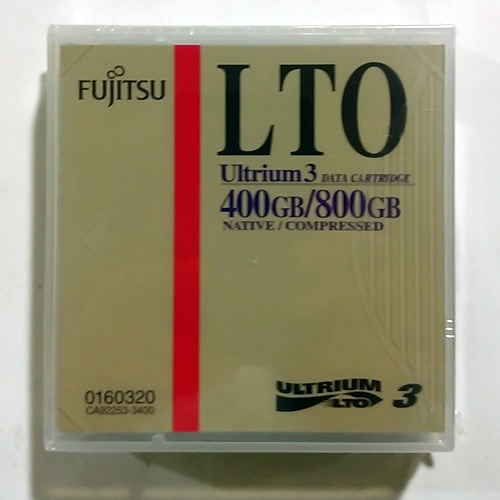 FUJITSU
LTO
Ultrium 3 DATA CARTRIDGE
400GB/800GB
NATIVE / COMPRESSED
0160320
CA92253-3400
ULTRIUM
LTO 3